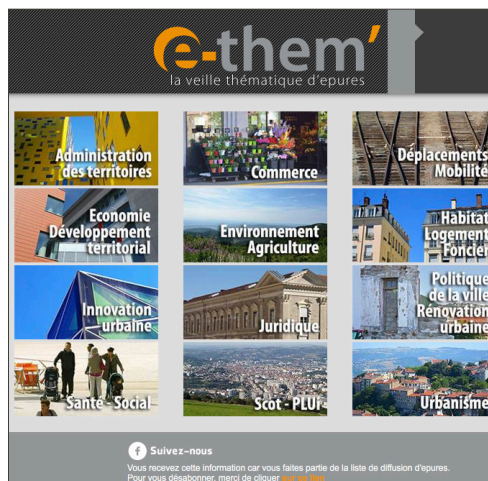 e-them'
la veille thématique d'epures
Administration
des territoires
Commerce
Déplacements
Mobilité
Economie
Développement
territorial
Environnement
Agriculture
Habitat
Logement
Foncier
Innovation
urbaine
Juridique
Politique
de la ville
Rénovation
urbaine
Santé - Social
Scot - PLUi
Urbanisme
Suivez-nous
Vous recevez cette information car vous faites partie de la liste de diffusion d'epures.
Pour vous désabonner, merci de cliquer